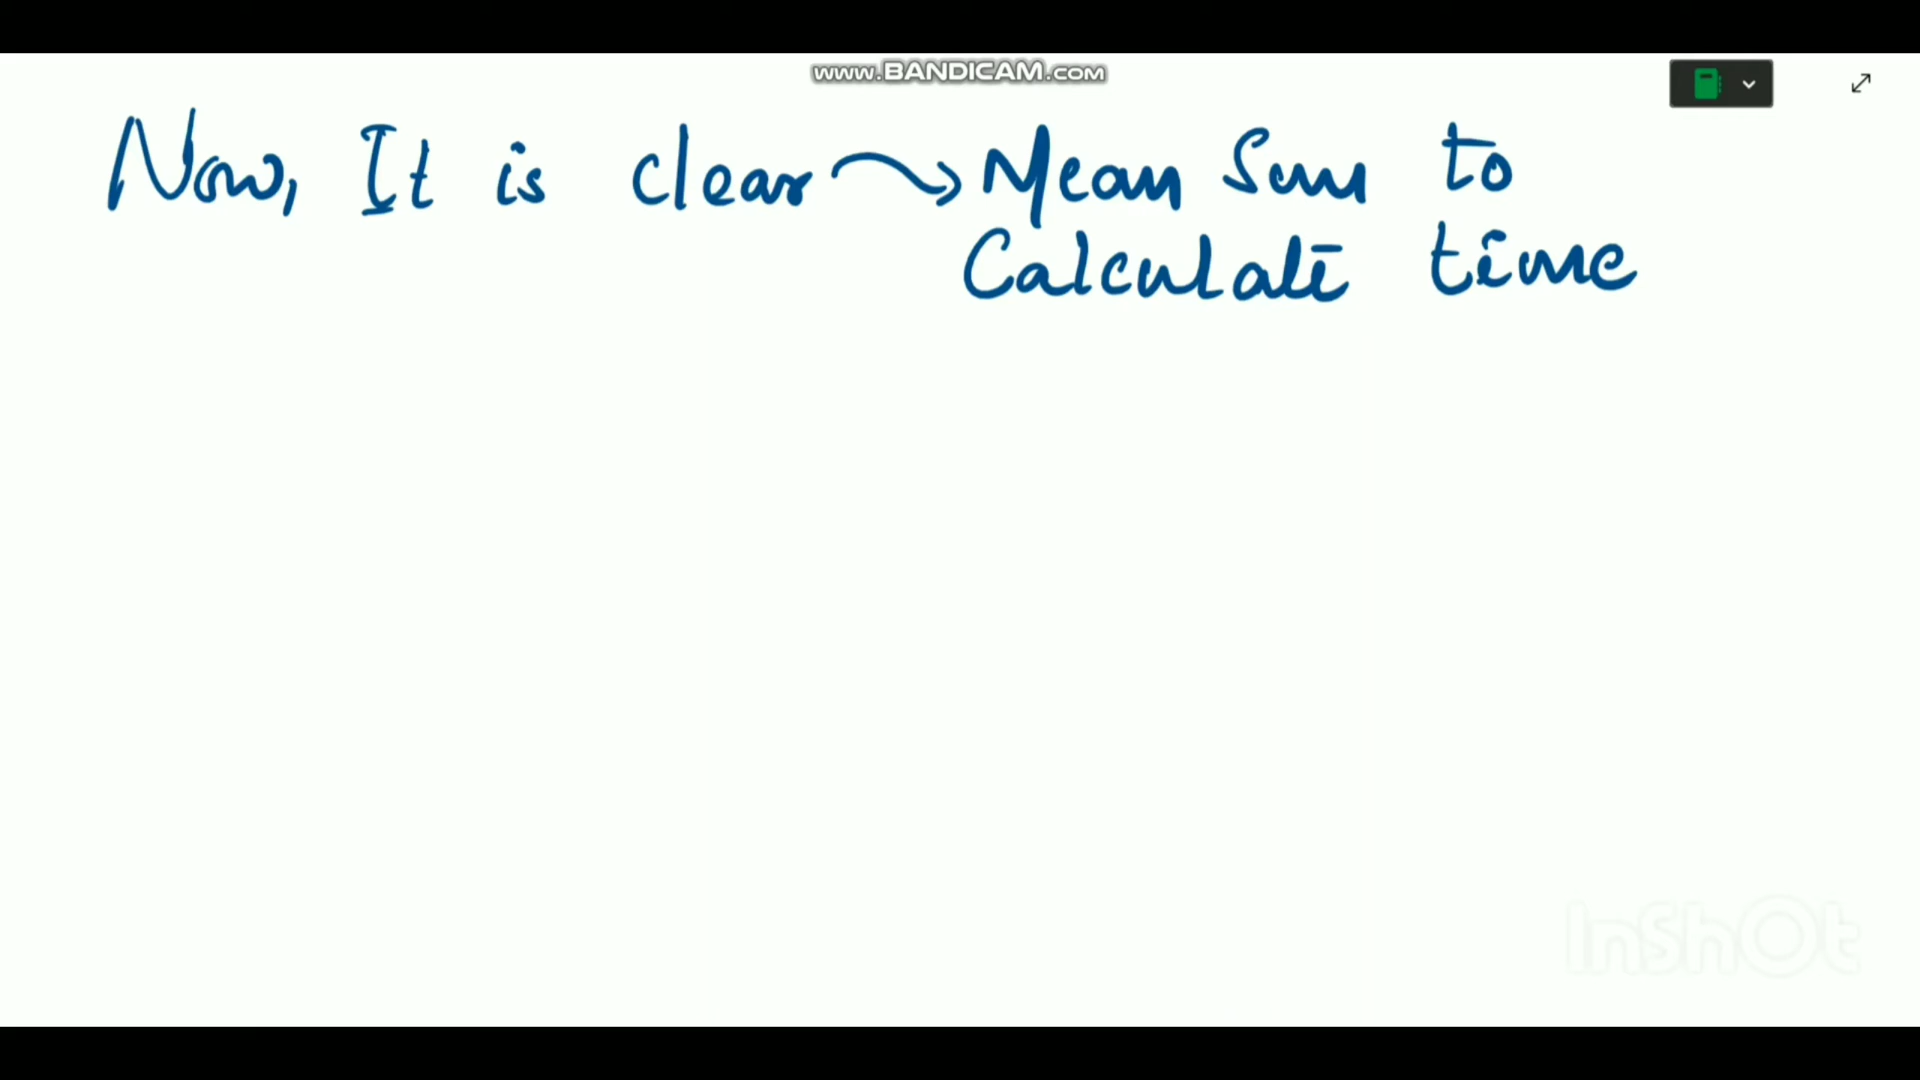 www.BANDICAM.com
Now, It is clear → Mean Sun to
Calculate time
InShOt